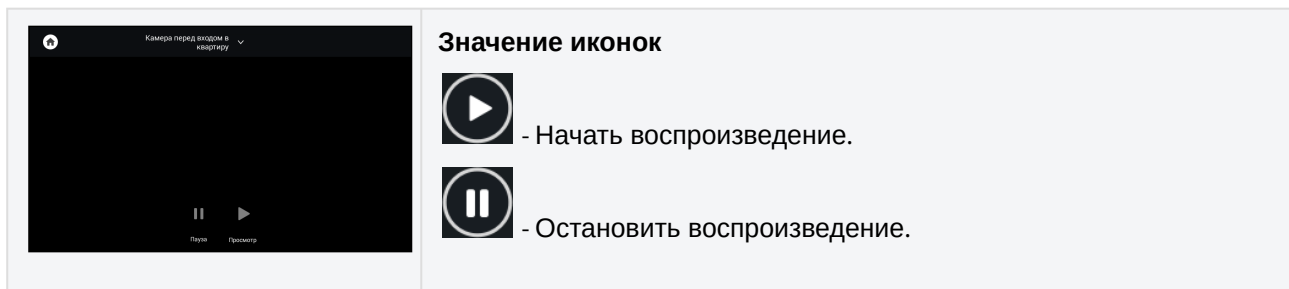 Камера перед входом в
квартиру
Пауза
Просмотр
Значение иконок
- Начать воспроизведение.
- Остановить воспроизведение.